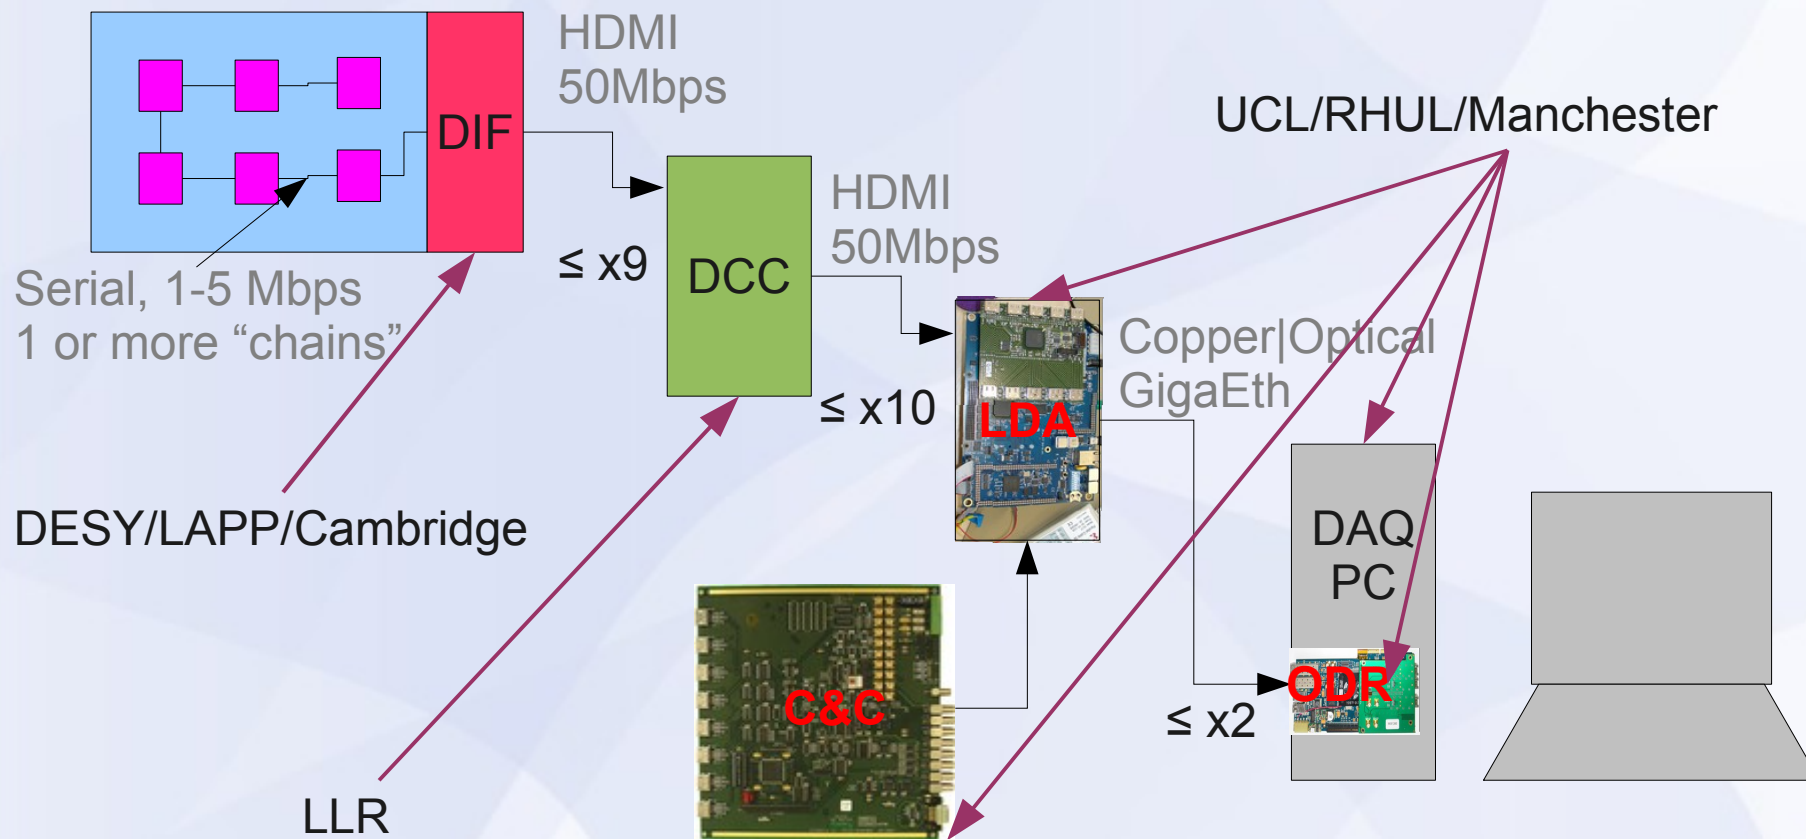 HDMI
50Mbps
DIF
UCL/RHUL/Manchester
HDMI
50Mbps
≤ x9
DCC
Serial, 1-5 Mbps
1 or more “chains”
Copper|Optical
GigaEth
≤ x10
LDA
DESY/LAPP/Cambridge
DAQ
PC
C&C
ODR
≤ x2
LLR